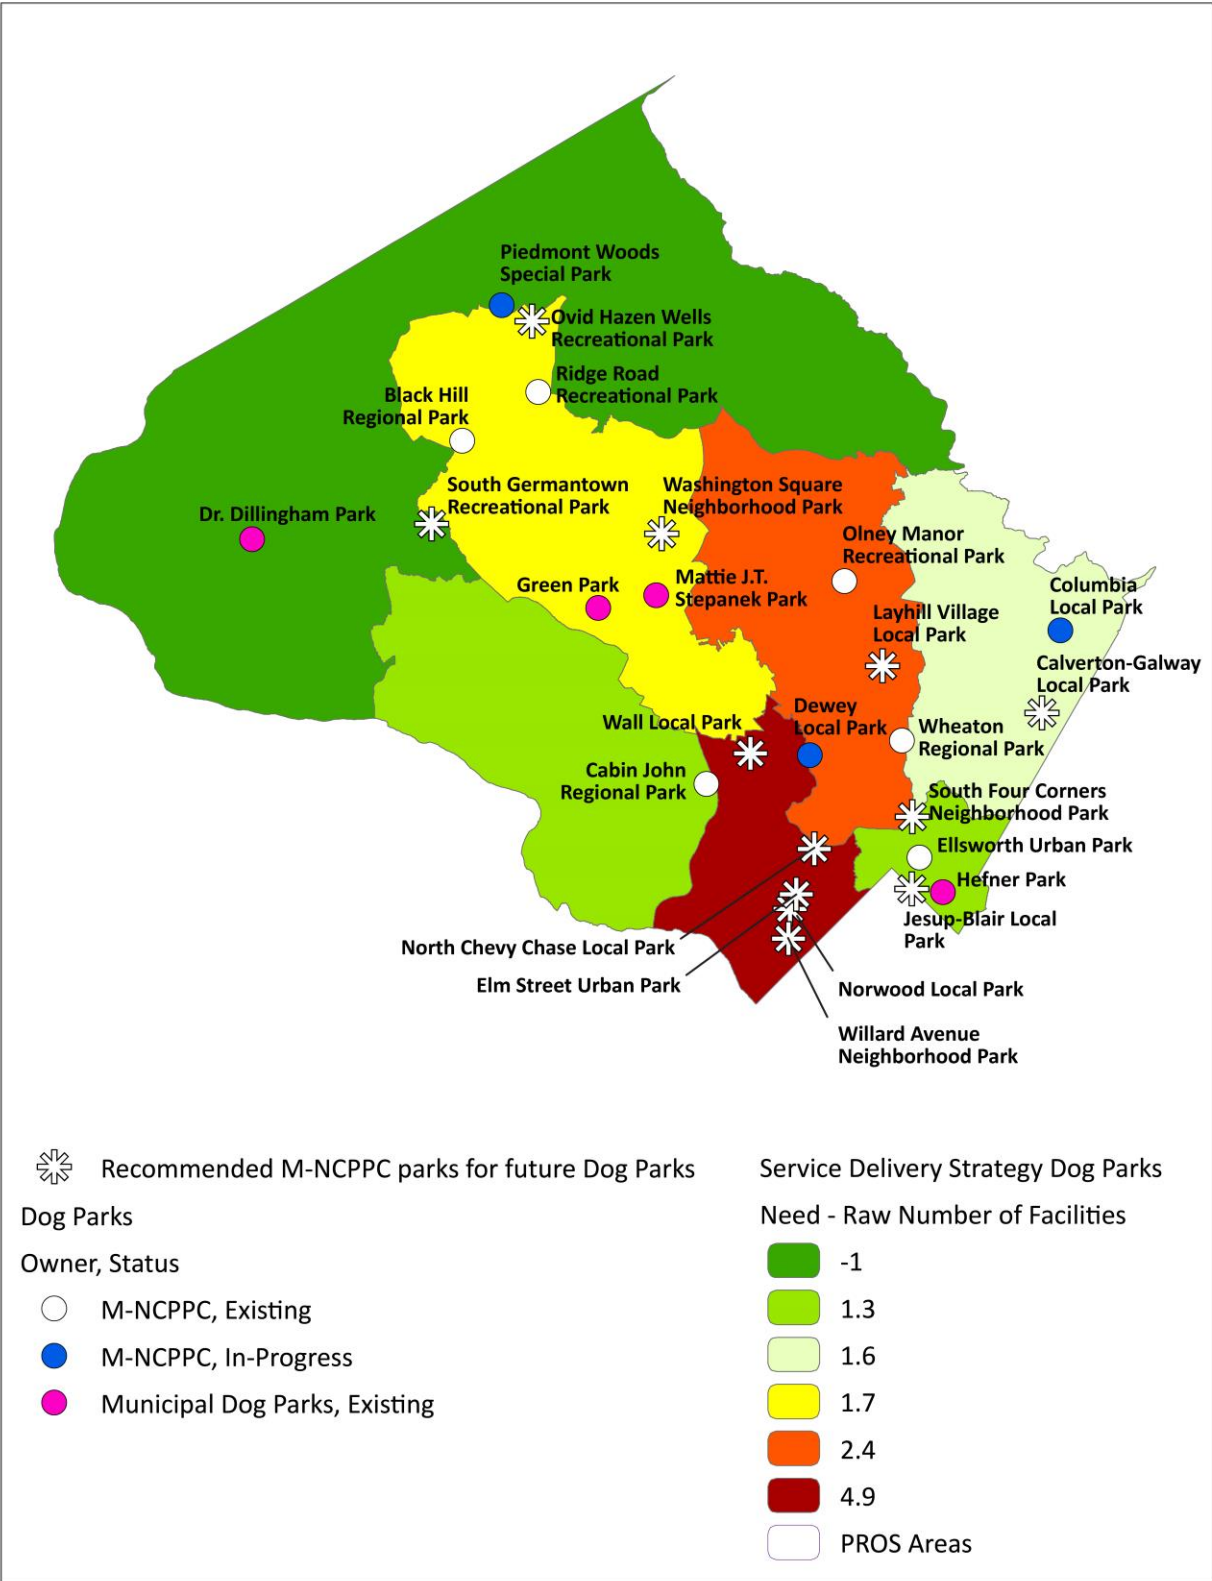 Piedmont Woods
Special Park
Ovid Hazen Wells
Recreational Park
Ridge Road
Recreational Park
Black Hill
Regional Park
South Germantown
Recreational Park
Washington Square
Neighborhood Park
Dr. Dillingham Park
Olney Manor
Recreational Park
Green Park
Mattie J.T.
Stepanek Park
Columbia
Local Park
Layhill Village
Local Park
Calverton-Galway
Local Park
Wall Local Park
Dewey
Local Park
Wheaton
Regional Park
Cabin John
Regional Park
South Four Corners
Neighborhood Park
Ellsworth Urban Park
Hefner Park
Jesup-Blair Local
Park
North Chevy Chase Local Park
Elm Street Urban Park
Norwood Local Park
Willard Avenue
Neighborhood Park
Recommended M-NCPPC parks for future Dog Parks
Dog Parks
Owner, Status
M-NCPPC, Existing
M-NCPPC, In-Progress
Municipal Dog Parks, Existing
Service Delivery Strategy Dog Parks
Need - Raw Number of Facilities
-1
1.3
1.6
1.7
2.4
4.9
PROS Areas